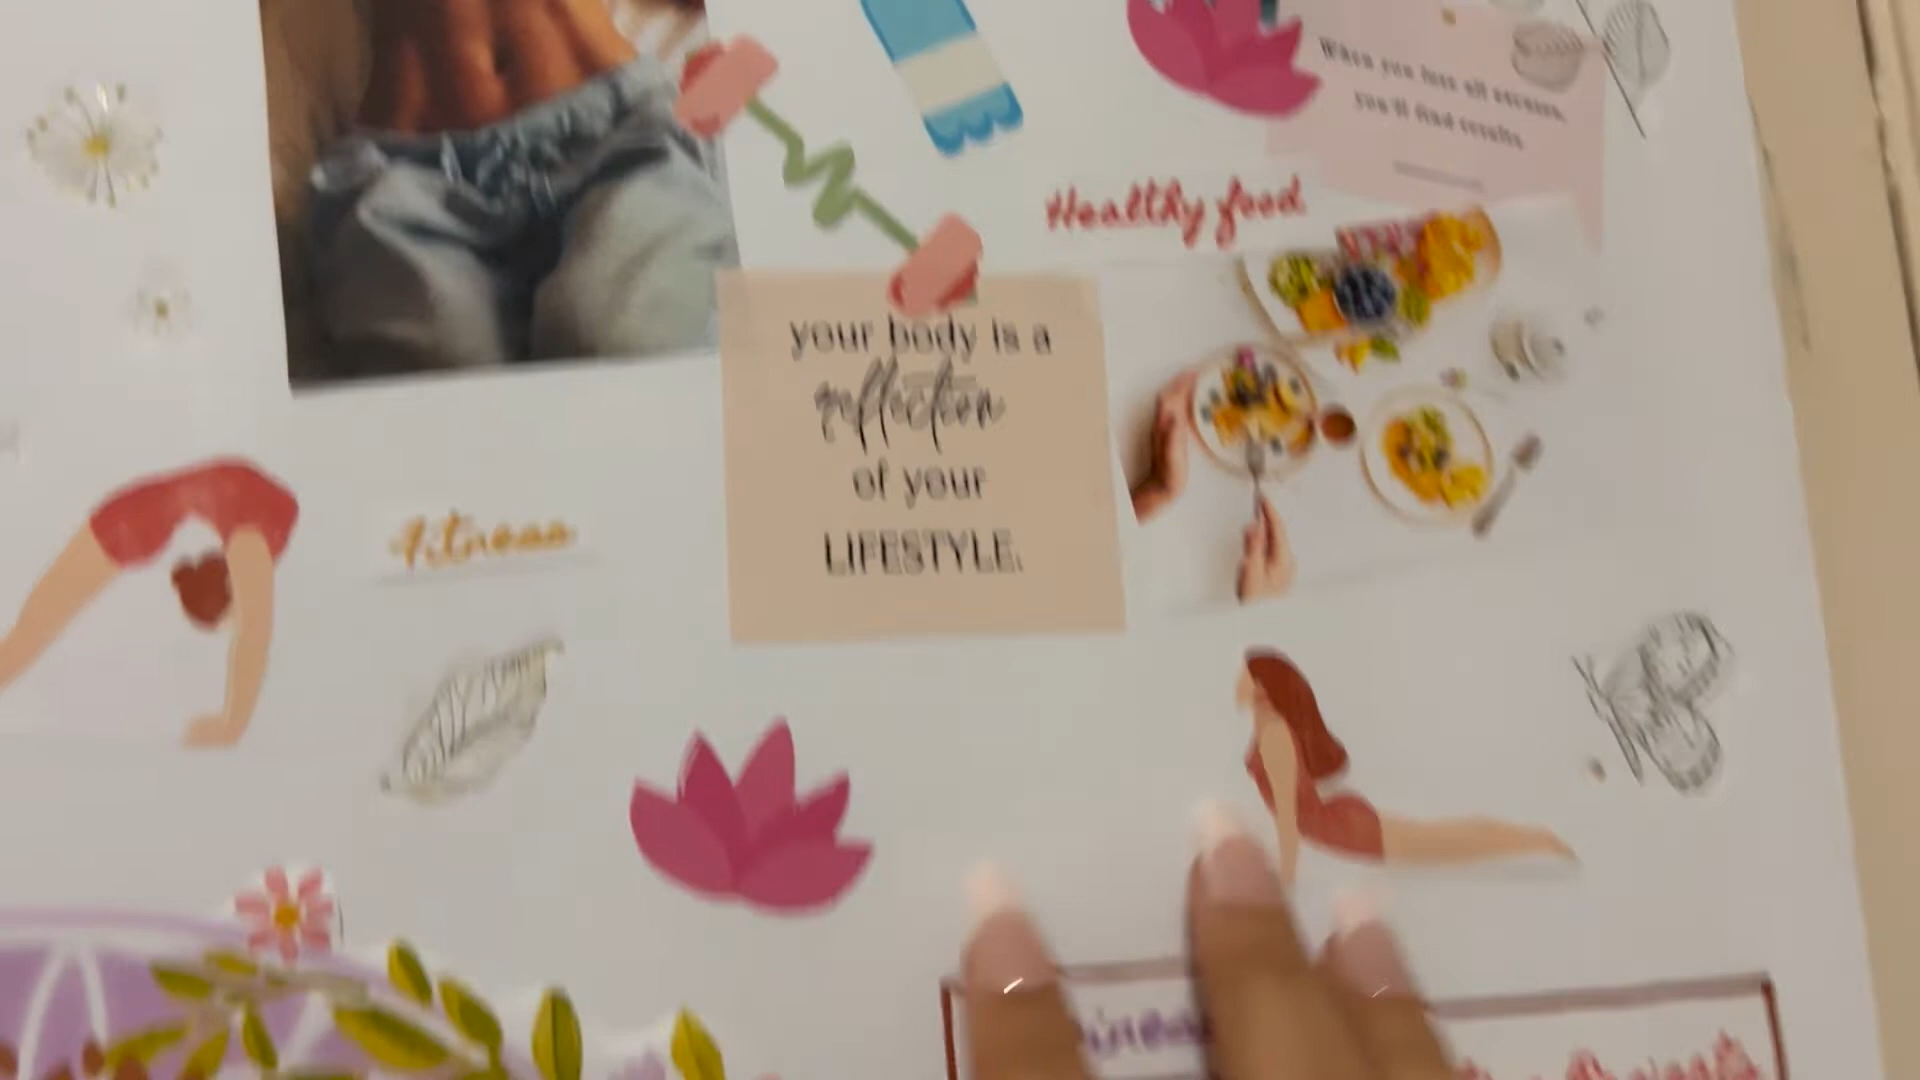 When you lose all excuses,
you'll find results.
Healthy food
your body is a
reflection
of your
LIFESTYLE.
fitness